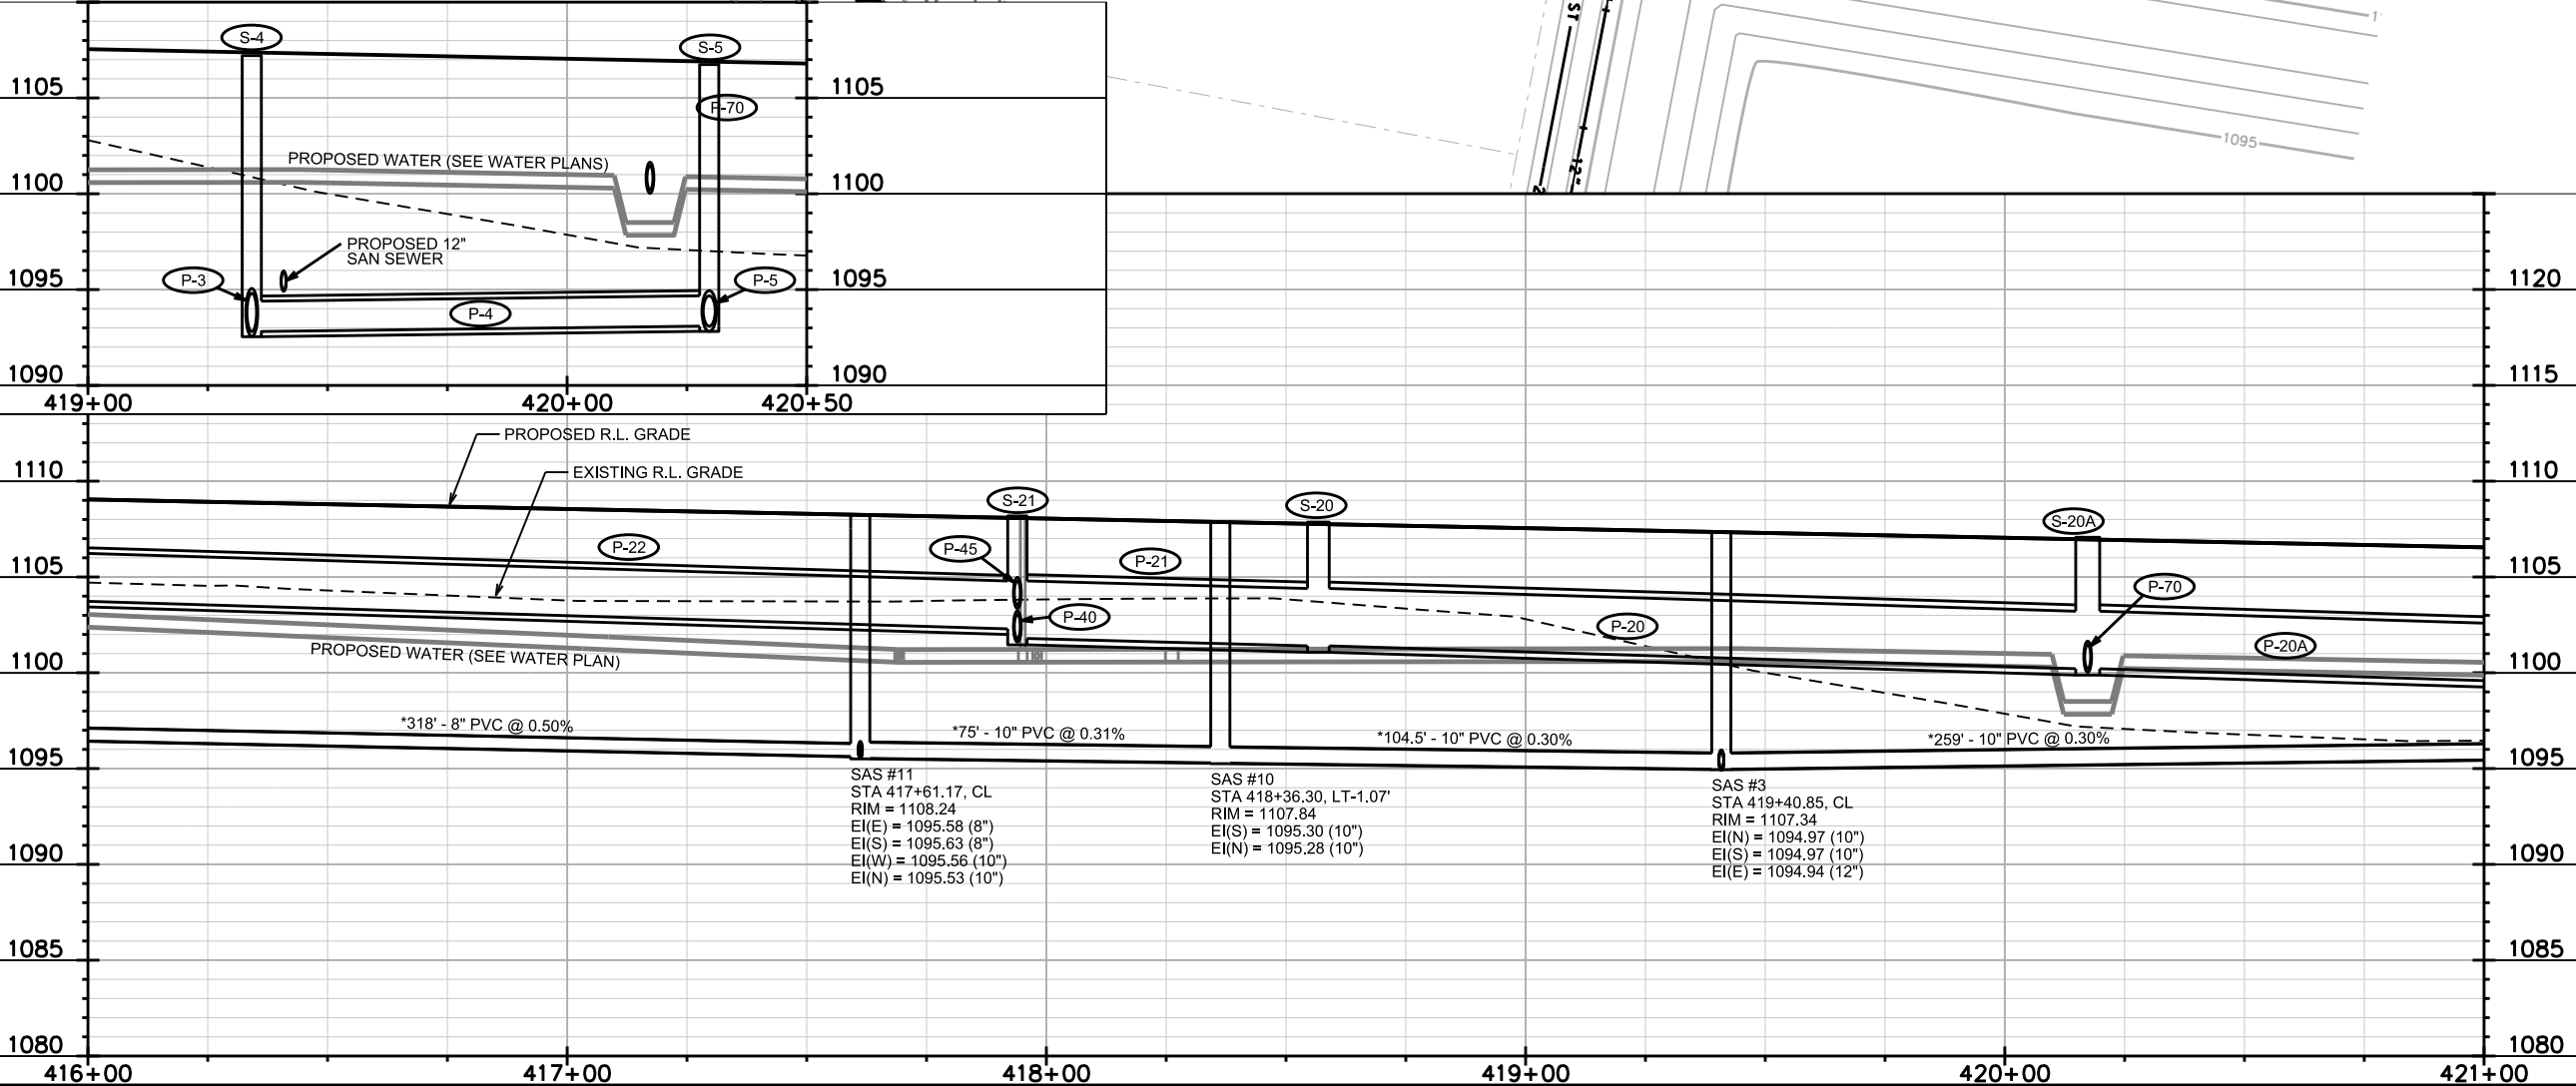 S-4
S-5
1105
1105
P-70
PROPOSED WATER (SEE WATER PLANS)
1100
1100
PROPOSED 12"
SAN SEWER
P-3
P-5
1095
1095
P-4
1090
1090
419+00
420+00
420+50
ST
12"
2
1095
1120
1115
PROPOSED R.L. GRADE
EXISTING R.L. GRADE
1110
1110
S-21
S-20
S-20A
P-22
P-45
P-21
1105
1105
P-70
P-40
P-20
P-20A
PROPOSED WATER (SEE WATER PLAN)
1100
1100
*318' - 8" PVC @ 0.50%
*75' - 10" PVC @ 0.31%
*104.5' - 10" PVC @ 0.30%
*259' - 10" PVC @ 0.30%
1095
1095
SAS #11
STA 417+61.17, CL
RIM = 1108.24
EI(E) = 1095.58 (8")
EI(S) = 1095.63 (8")
EI(W) = 1095.56 (10")
EI(N) = 1095.53 (10")
SAS #10
STA 418+36.30, LT-1.07'
RIM = 1107.84
EI(S) = 1095.30 (10")
EI(N) = 1095.28 (10")
SAS #3
STA 419+40.85, CL
RIM = 1107.34
EI(N) = 1094.97 (10")
EI(S) = 1094.97 (10")
EI(E) = 1094.94 (12")
1090
1090
1085
1085
1080
1080
416+00
417+00
418+00
419+00
420+00
421+00